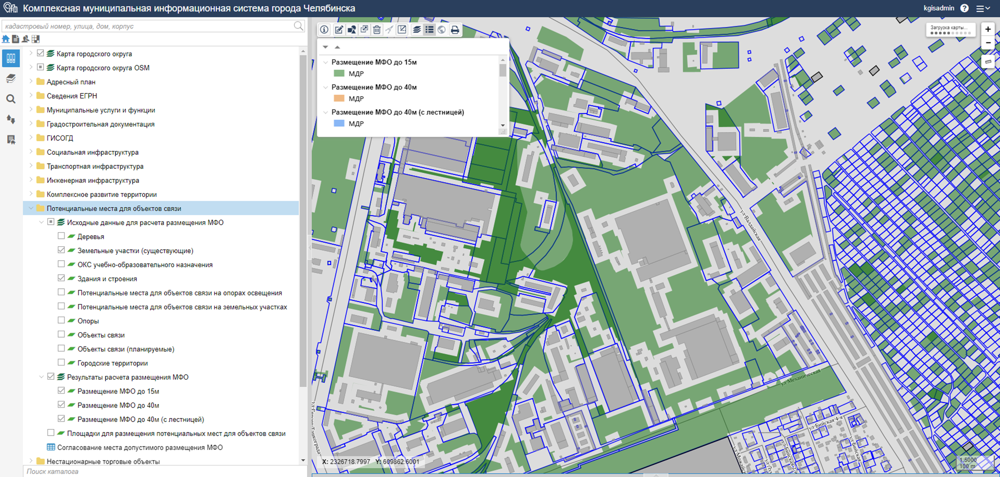 Комплексная муниципальная информационная система города Челябинска
kgisadmin
кадастровый номер, улица, дом, корпус
Карта городского округа
Карта городского округа OSM
Адресный план
Сведения ЕГРН
Муниципальные услуги и функции
Градостроительная документация
ГИСОГД
Социальная инфраструктура
Транспортная инфраструктура
Инженерная инфраструктура
Комплексное развитие территории
Потенциальные места для объектов связи
Исходные данные для расчета размещения МФО
Деревья
Земельные участки (существующие)
ОКС учебно-образовательного назначения
Здания и строения
Потенциальные места для объектов связи на опорах освещения
Потенциальные места для объектов связи на земельных участках
Опоры
Объекты связи
Объекты связи (планируемые)
Городские территории
Результаты расчета размещения МФО
Размещение МФО до 15м
Размещение МФО до 40м
Размещение МФО до 40м (с лестницей)
Площадки для размещения потенциальных мест для объектов связи
Согласование места допустимого размещения МФО
Нестационарные торговые объекты
Поиск каталога
Размещение МФО до 15м
МДР
Размещение МФО до 40м
МДР
Размещение МФО до 40м (с лестницей)
МДР
Загрузка карты...
+
−
ул Валдайская
ул Механическая
ул Бийская 4-я
X: 2326718.7997 Y: 609862.6001
1:5000
100 m